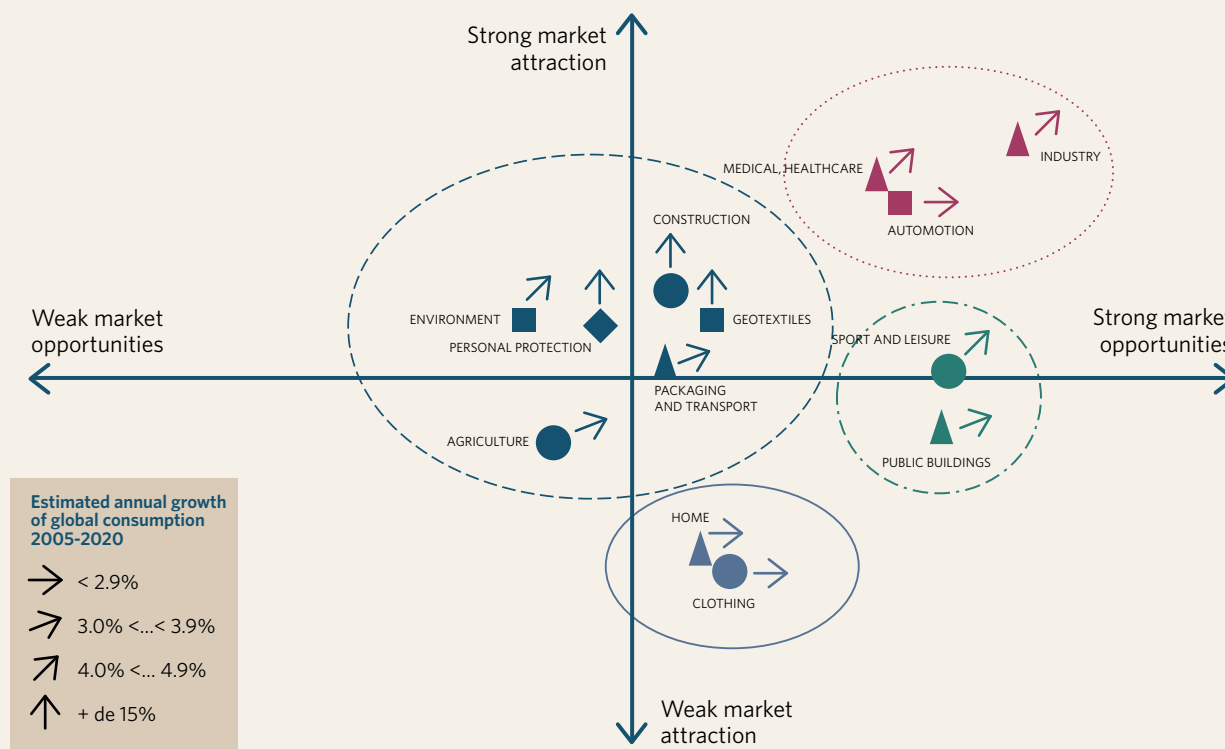 Strong market
attraction
MEDICAL, HEALTHCARE
INDUSTRY
AUTOMOTION
CONSTRUCTION
ENVIRONMENT
PERSONAL PROTECTION
GEOTEXTILES
Weak market
opportunities
Strong marke
opportunities
SPORT AND LEISURE
PACKAGING
AND TRANSPORT
AGRICULTURE
PUBLIC BUILDINGS
HOME
CLOTHING
Estimated annual growth
of global consumption
2005-2020
< 2.9%
3.0% <...< 3.9%
4.0% <... 4.9%
+ de 15%
Weak market
attraction